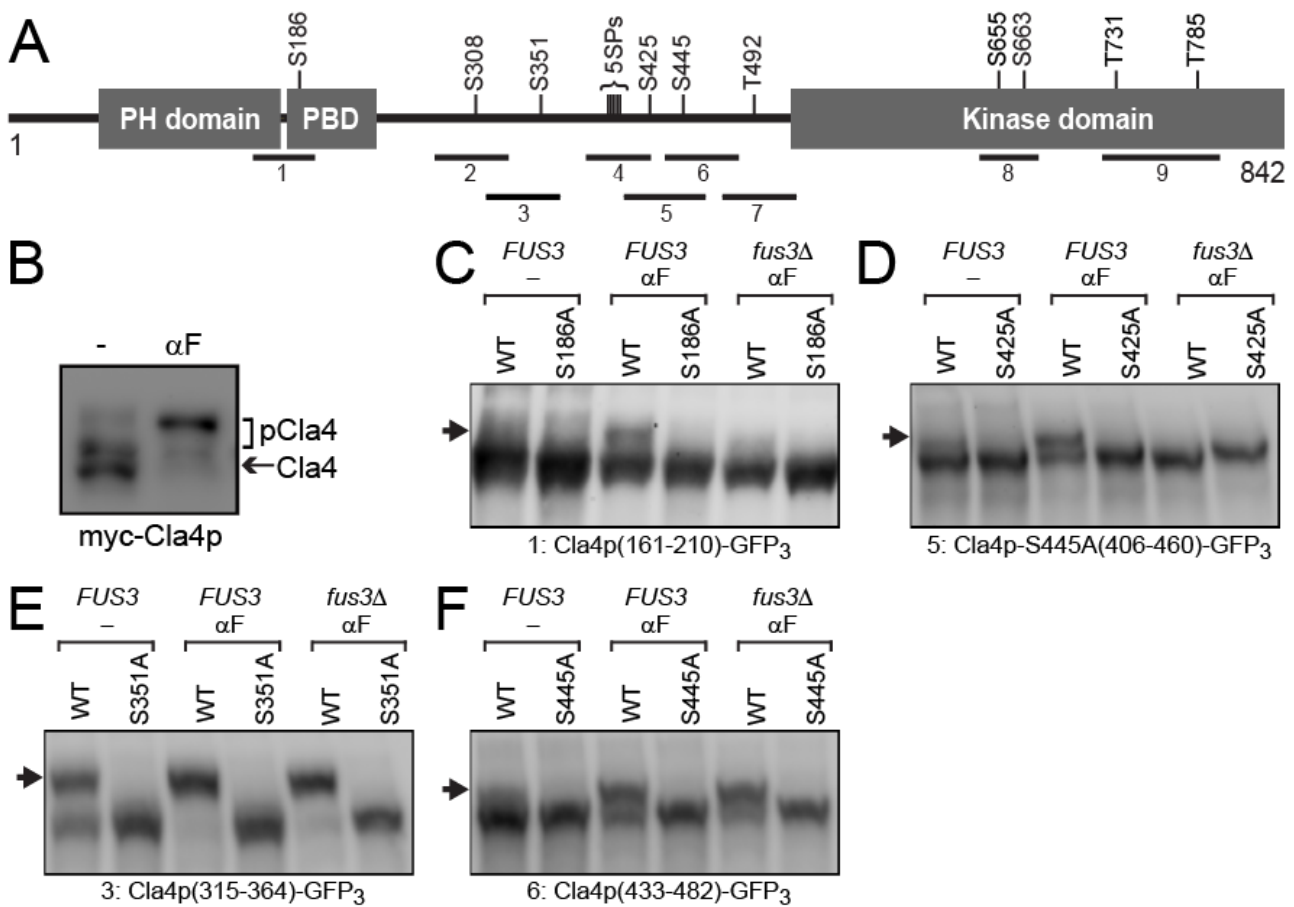 A
S186
S308
S351
} 5SPs
S425
S445
T492
S655
S663
T731
T785
PH domain
PBD
Kinase domain
1
842
1
2
3
4
5
6
7
8
9
B
- αF
pCla4
Cla4
myc-Cla4p
C
FUS3 FUS3 fus3Δ
– αF αF
WT S186A WT S186A WT S186A
1: Cla4p(161-210)-GFP3
D
FUS3 FUS3 fus3Δ
– αF αF
WT S425A WT S425A WT S425A
5: Cla4p-S445A(406-460)-GFP3
E
FUS3 FUS3 fus3Δ
– αF αF
WT S351A WT S351A WT S351A
3: Cla4p(315-364)-GFP3
F
FUS3 FUS3 fus3Δ
– αF αF
WT S445A WT S445A WT S445A
6: Cla4p(433-482)-GFP3